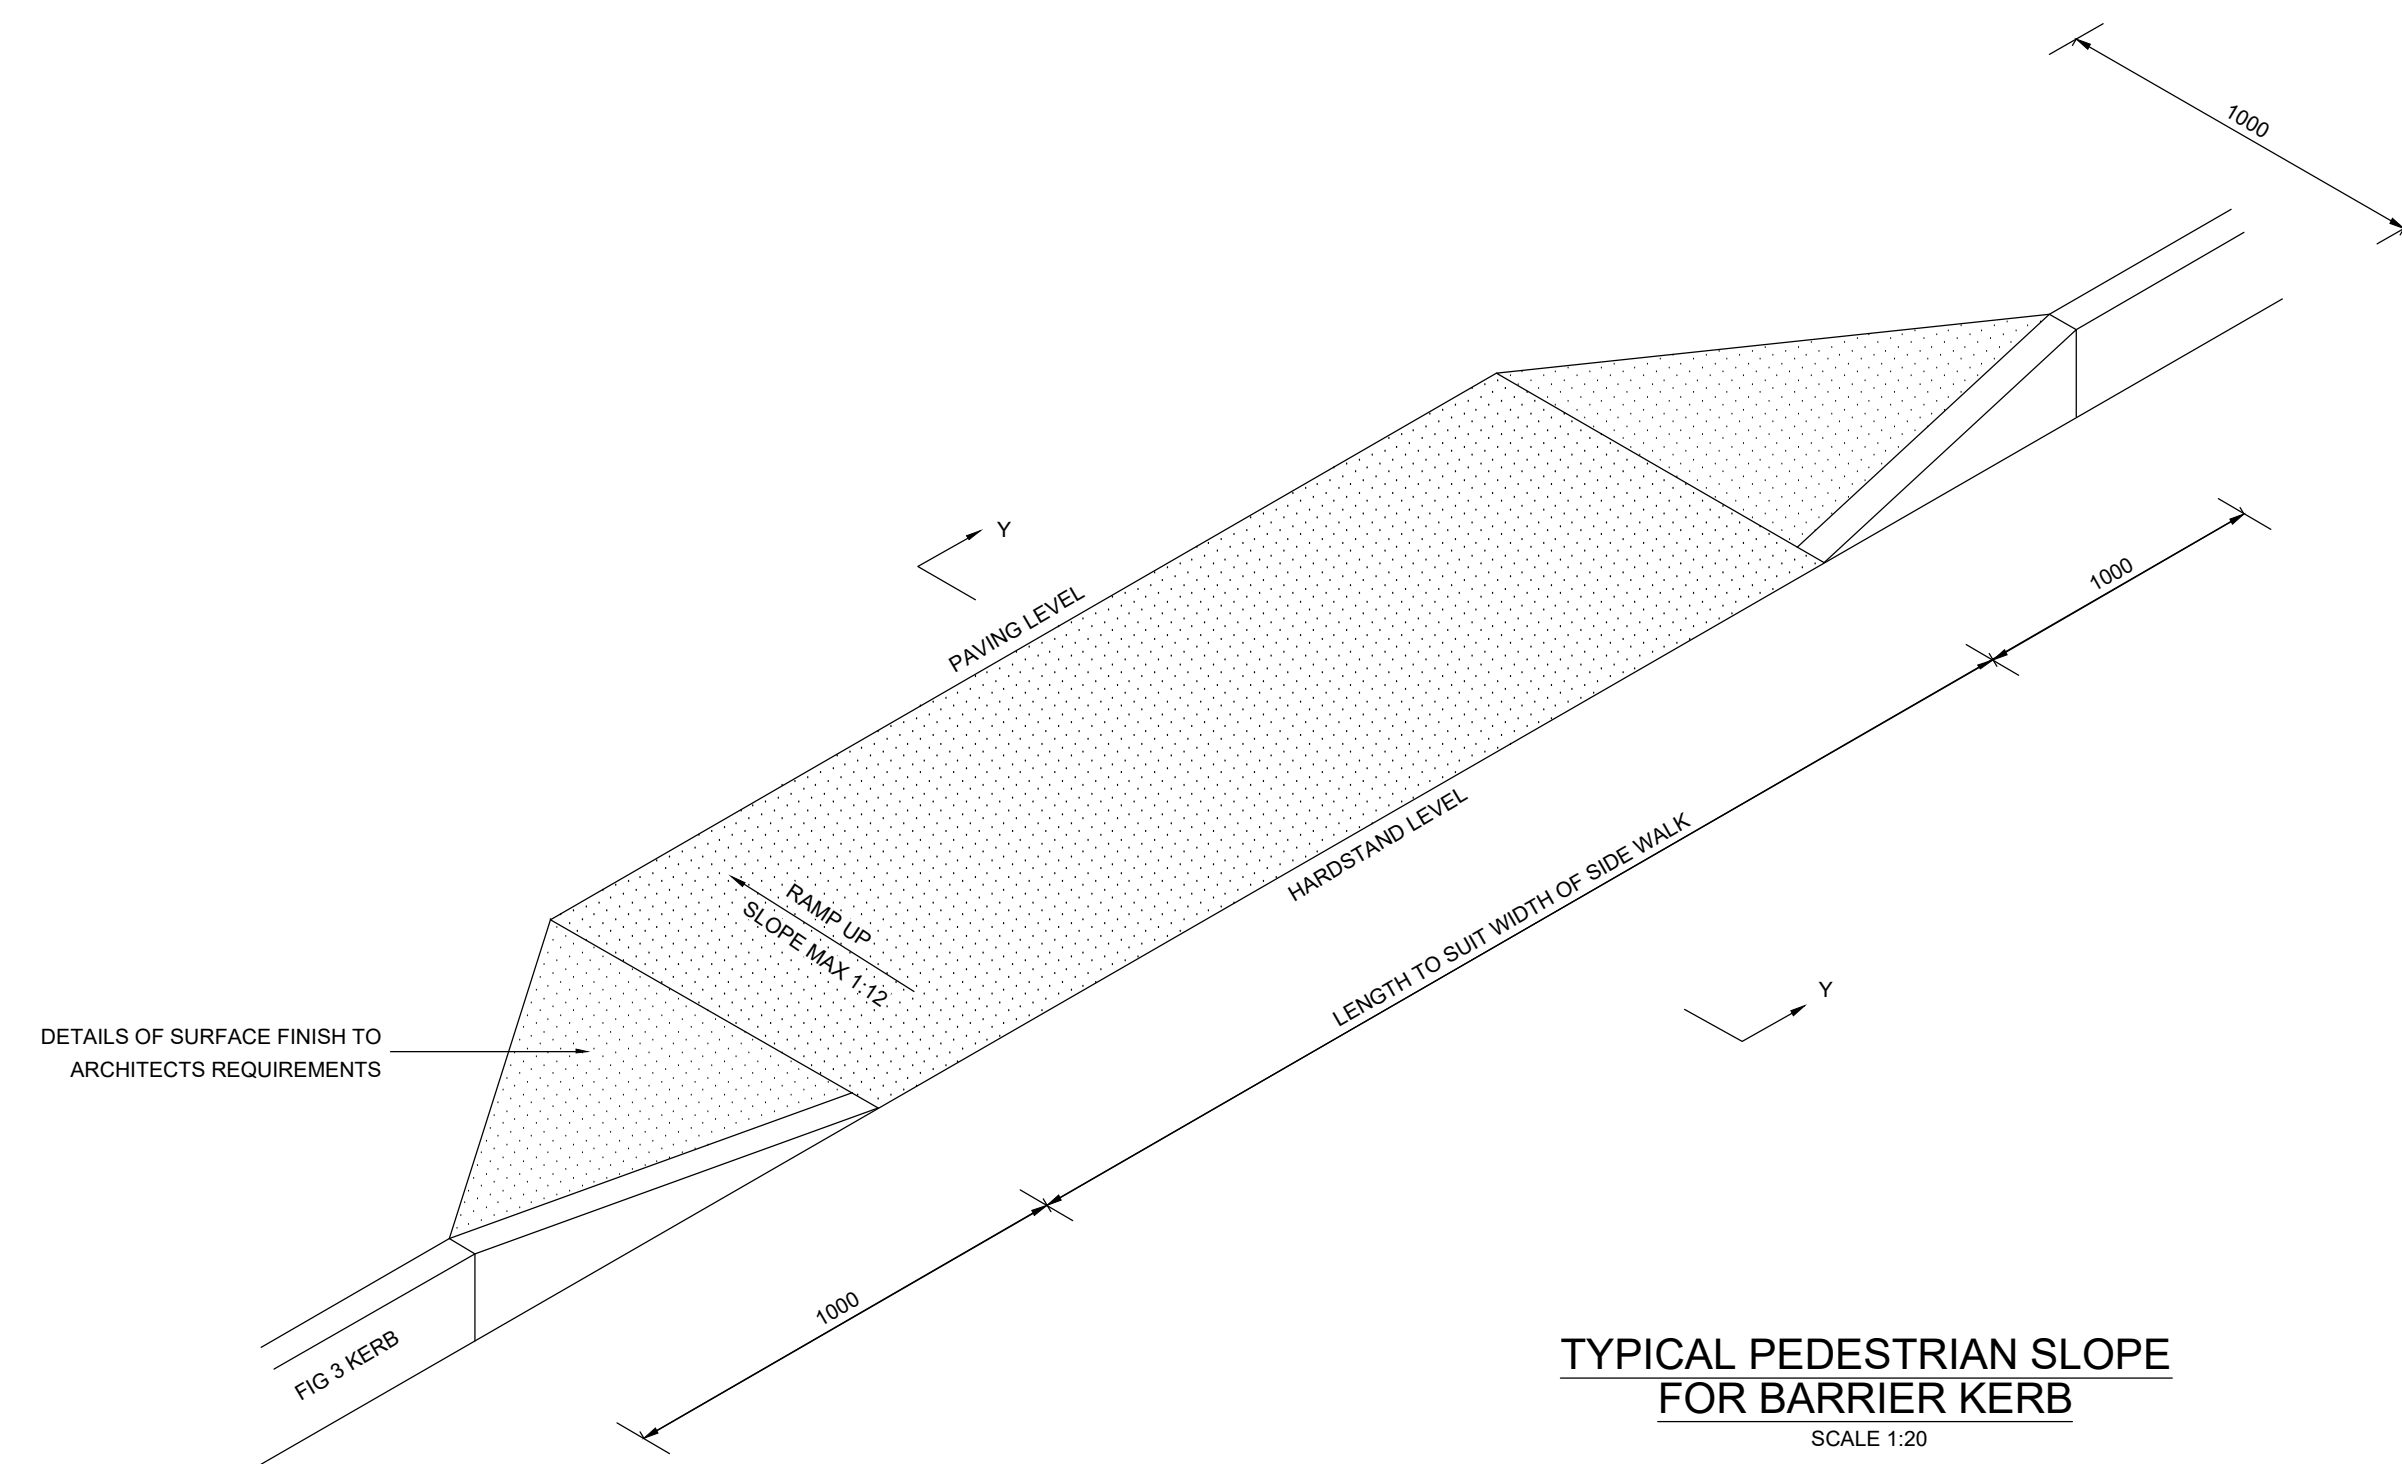 1000
Y
PAVING LEVEL
1000
HARDSTAND LEVEL
LENGTH TO SUIT WIDTH OF SIDE WALK
RAMP UP
SLOPE MAX 1:12
Y
DETAILS OF SURFACE FINISH TO
ARCHITECTS REQUIREMENTS
1000
FIG 3 KERB
TYPICAL PEDESTRIAN SLOPE
FOR BARRIER KERB
SCALE 1:20